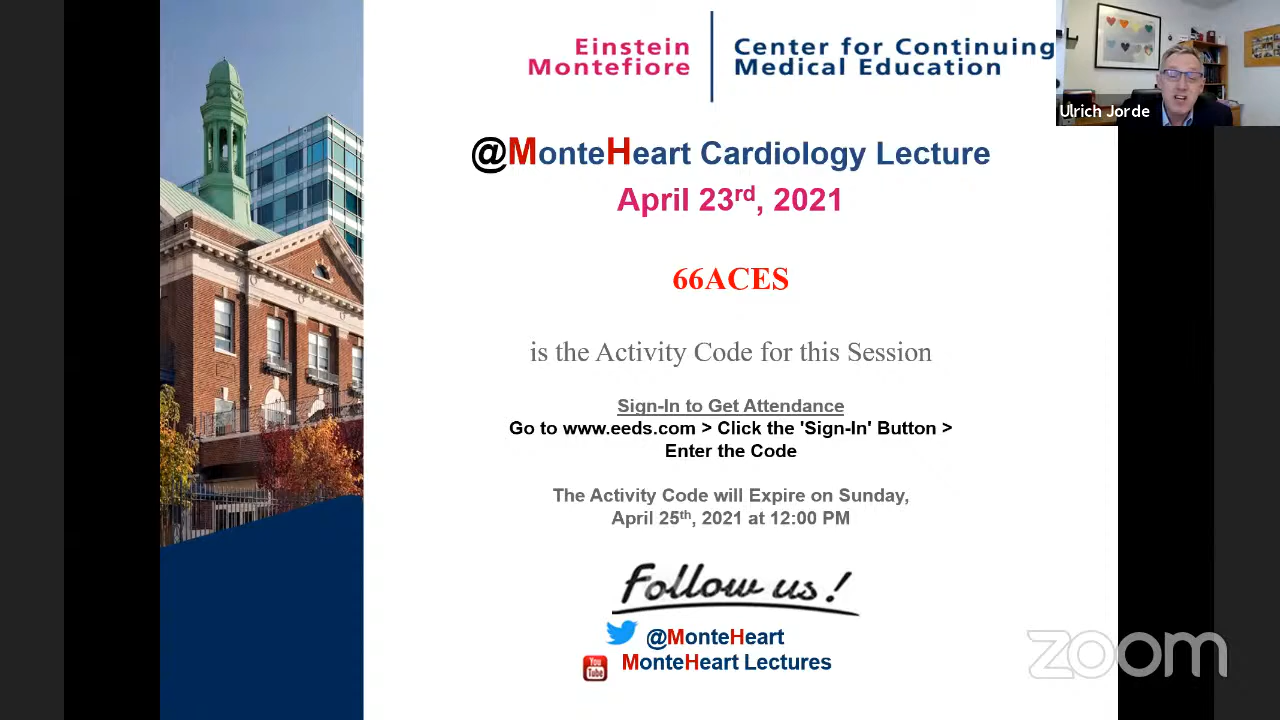 Einstein
Montefiore
Center for Continuing
Medical Education
Ulrich Jorde
@MonteHeart Cardiology Lecture
April 23rd, 2021
66ACES
is the Activity Code for this Session
Sign-In to Get Attendance
Go to www.eeds.com > Click the 'Sign-In' Button >
Enter the Code
The Activity Code will Expire on Sunday,
April 25th, 2021 at 12:00 PM
Follow us!
@MonteHeart
You
Tube
MonteHeart Lectures
zoom